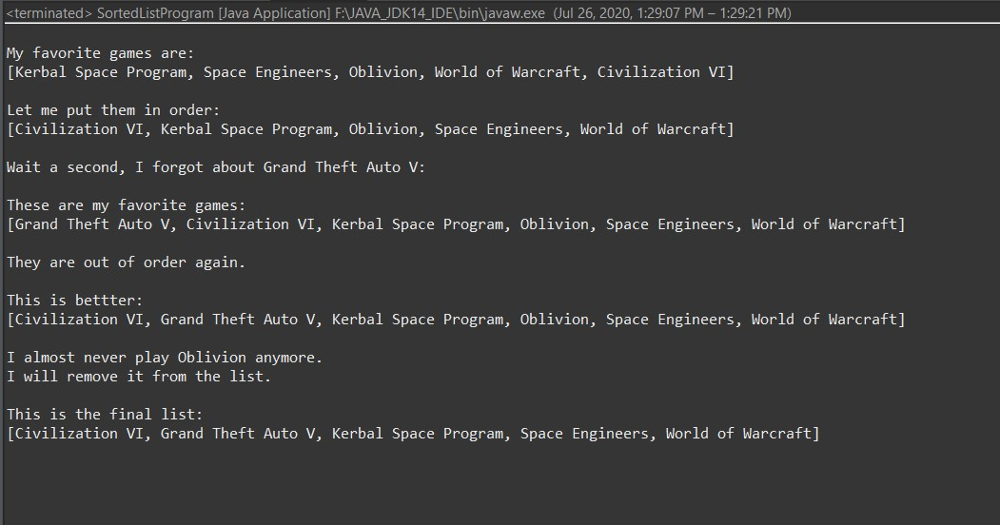 <terminated> SortedListProgram [Java Application] F:\JAVA_JDK14_IDE\bin\javaw.exe (Jul 26, 2020, 1:29:07 PM – 1:29:21 PM)
My favorite games are:
[Kerbal Space Program, Space Engineers, Oblivion, World of Warcraft, Civilization VI]
Let me put them in order:
[Civilization VI, Kerbal Space Program, Oblivion, Space Engineers, World of Warcraft]
Wait a second, I forgot about Grand Theft Auto V:
These are my favorite games:
[Grand Theft Auto V, Civilization VI, Kerbal Space Program, Oblivion, Space Engineers, World of Warcraft]
They are out of order again.
This is bettter:
[Civilization VI, Grand Theft Auto V, Kerbal Space Program, Oblivion, Space Engineers, World of Warcraft]
I almost never play Oblivion anymore.
I will remove it from the list.
This is the final list:
[Civilization VI, Grand Theft Auto V, Kerbal Space Program, Space Engineers, World of Warcraft]